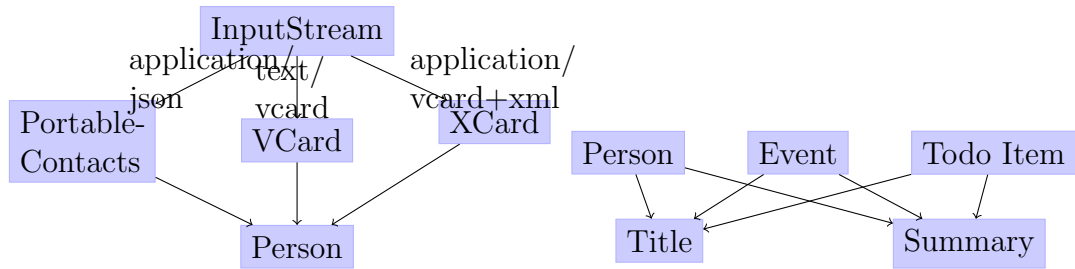 InputStream
application/
json
text/
vcard
application/
vcard+xml
Portable-
Contacts
VCard
XCard
Person
Person
Event
Todo Item
Title
Summary